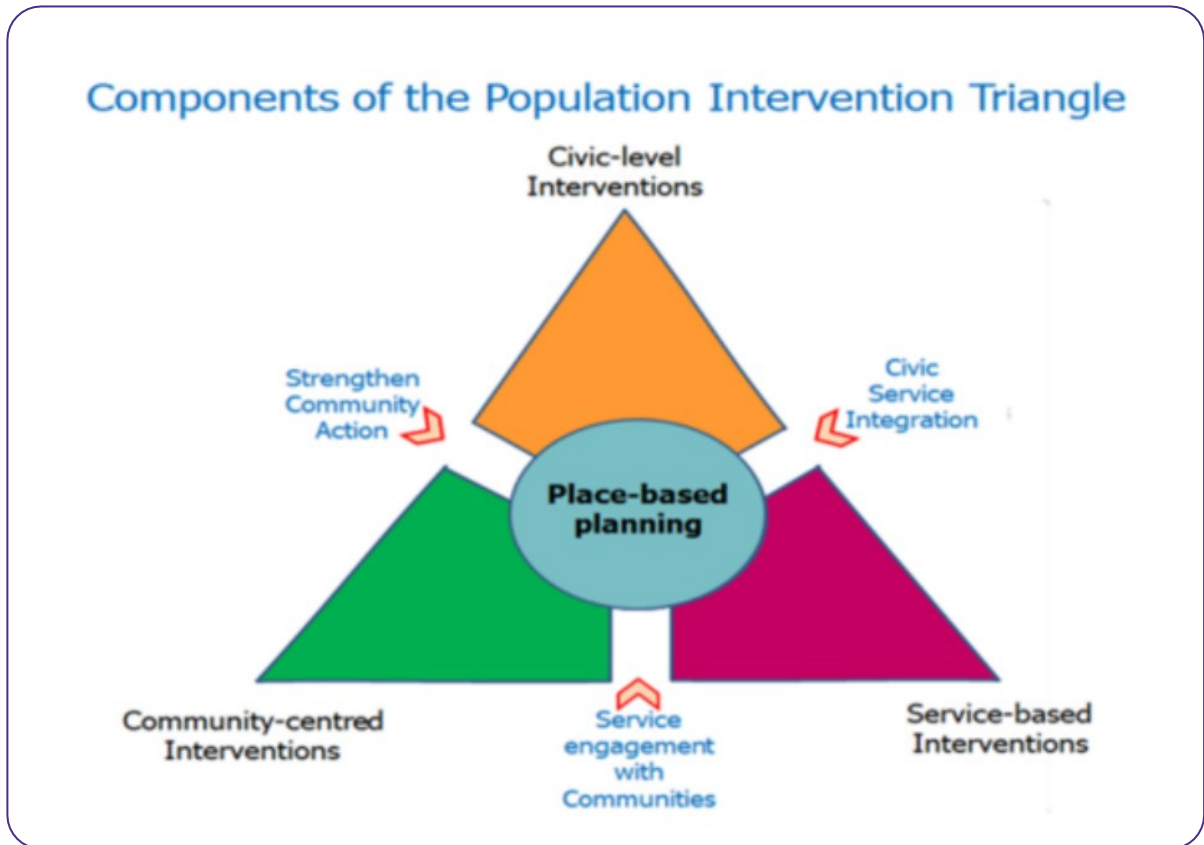 Components of the Population Intervention Triangle
Civic-level
Interventions
Strengthen
Community
Action
Civic
Service
Integration
Place-based
planning
Community-centred
Interventions
Service
engagement
with
Communities
Service-based
Interventions